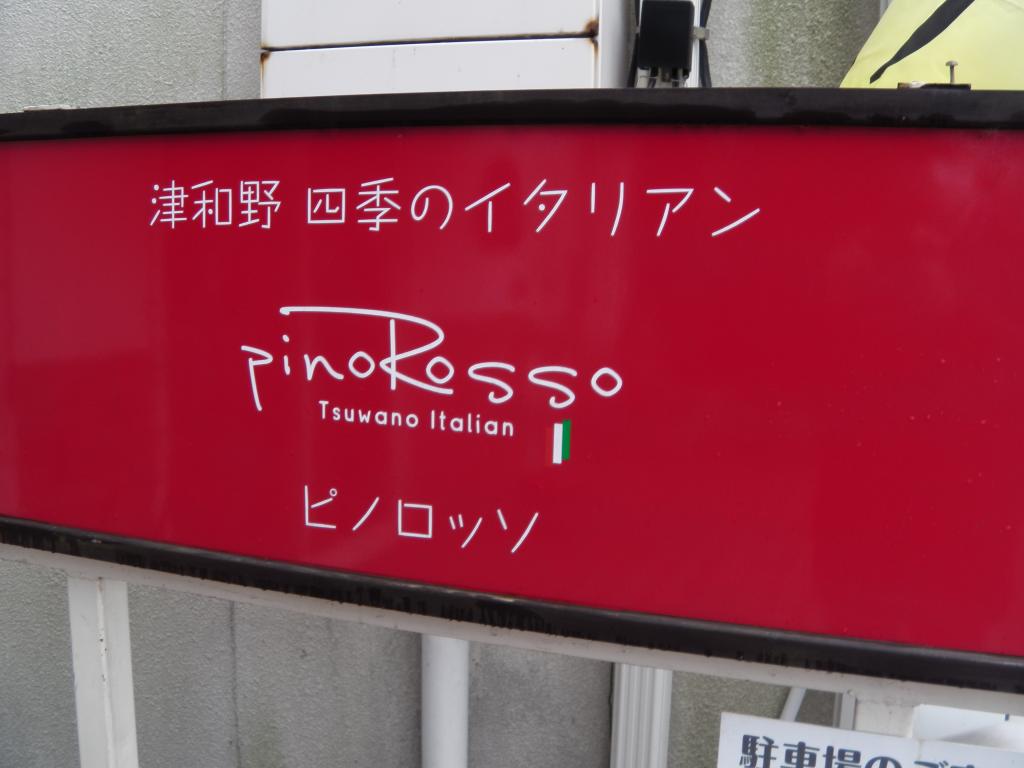 津和野 四季のイタリアン
pinoRosso
Tsuwano Italian
ピノロッソ
駐車場のご